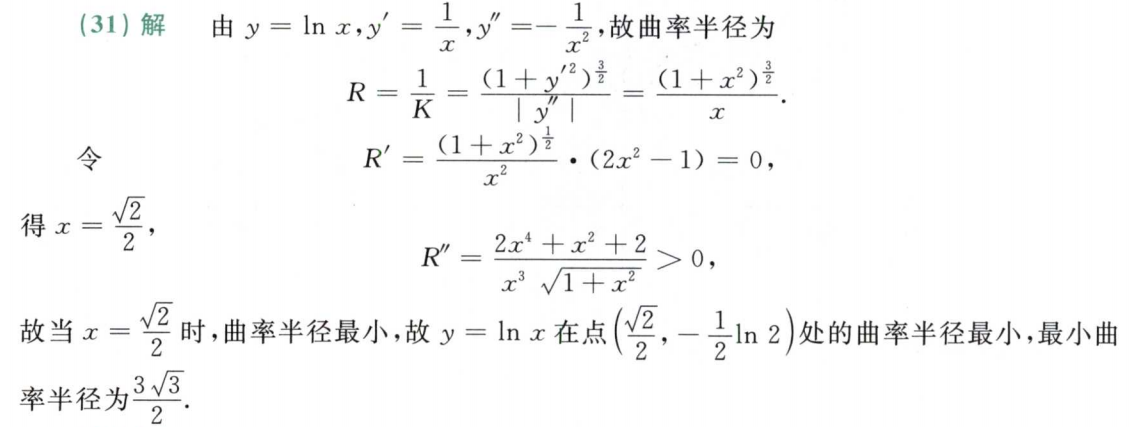 (31) 解 由 y = ln x, y′ = 1/x, y″ = −1/x², 故曲率半径为
R = 1/K = (1 + y′²)^(3/2) / | y″ | = (1 + x²)^(3/2) / x.
令 R′ = (1 + x²)^(1/2) / x² · (2x² − 1) = 0,
得 x = √2/2,
R″ = (2x⁴ + x² + 2) / (x³ √(1 + x²)) > 0,
故当 x = √2/2 时,曲率半径最小,故 y = ln x 在点(√2/2, −1/2 ln 2)处的曲率半径最小,最小曲
率半径为 3√3/2.